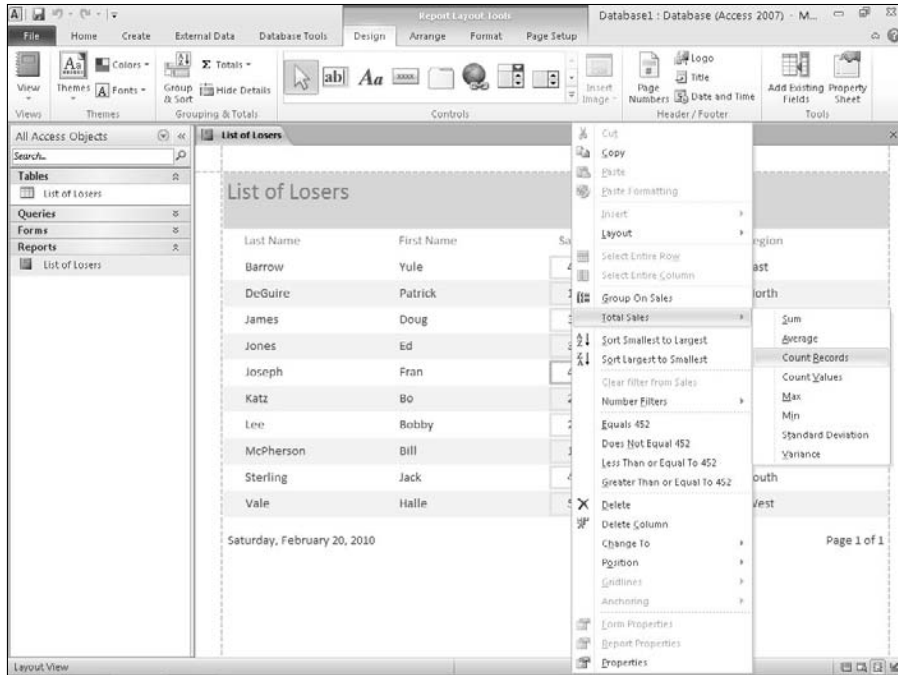 Report Layout Tools
Database1 : Database (Access 2007) - M...
File Home Create External Data Database Tools Design Arrange Format Page Setup
View
Views
Themes
Colors
Fonts
Themes
Group & Sort
Totals
Hide Details
Grouping & Totals
ab Aa xxxx
Controls
Insert Image
Page Numbers
Logo
Title
Date and Time
Header / Footer
Add Existing Fields
Property Sheet
Tools
All Access Objects
Search...
Tables
List of Losers
Queries
Forms
Reports
List of Losers
List of Losers
List of Losers
Last Name First Name Sa egion
Barrow Yule 4 ast
DeGuire Patrick 1 orth
James Doug
Jones Ed
Joseph Fran 4
Katz Bo
Lee Bobby
McPherson Bill
Sterling Jack outh
Vale Halle 5 Vest
Saturday, February 20, 2010 Page 1 of 1
Cut
Copy
Paste
Paste Formatting
Insert
Layout
Select Entire Row
Select Entire Column
Group On Sales
Total Sales
Sort Smallest to Largest
Sort Largest to Smallest
Clear filter from Sales
Number Filters
Equals 452
Does Not Equal 452
Less Than or Equal To 452
Greater Than or Equal To 452
Delete
Delete Column
Change To
Position
Gridlines
Anchoring
Form Properties
Report Properties
Properties
Sum
Average
Count Records
Count Values
Max
Min
Standard Deviation
Variance
Layout View